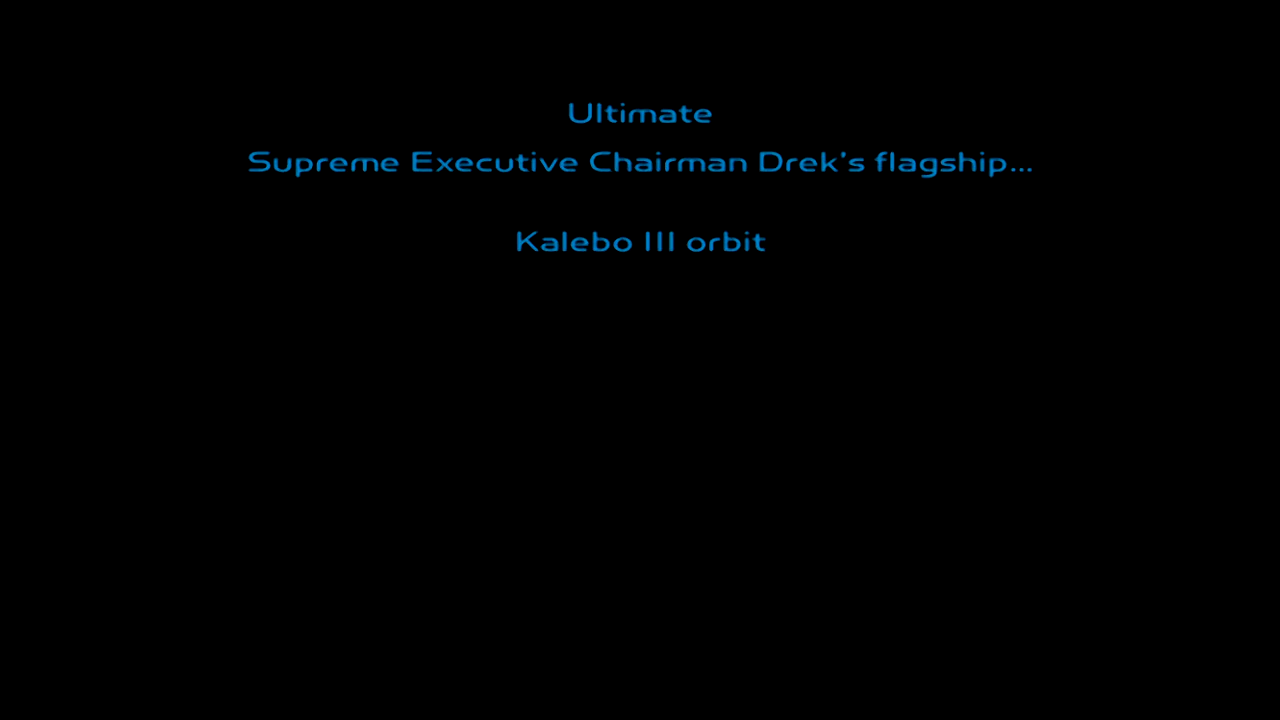 Ultimate
Supreme Executive Chairman Drek's flagship...
Kalebo III orbit